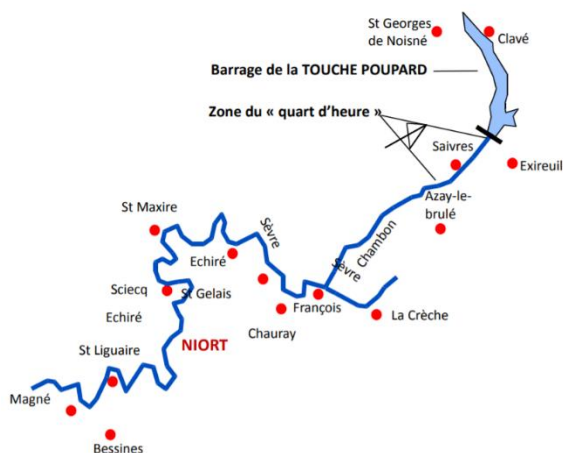 St Georges
de Noisné
Clavé
Barrage de la TOUCHE POUPARD
Zone du « quart d'heure »
Saivres
Exireuil
Azay-le-
brulé
St Maxire
Sèvre
Echiré
Chambon
Sèvre
Sciecq
St Gelais
François
Echiré
La Crèche
Chauray
NIORT
St Liguaire
Magné
Bessines